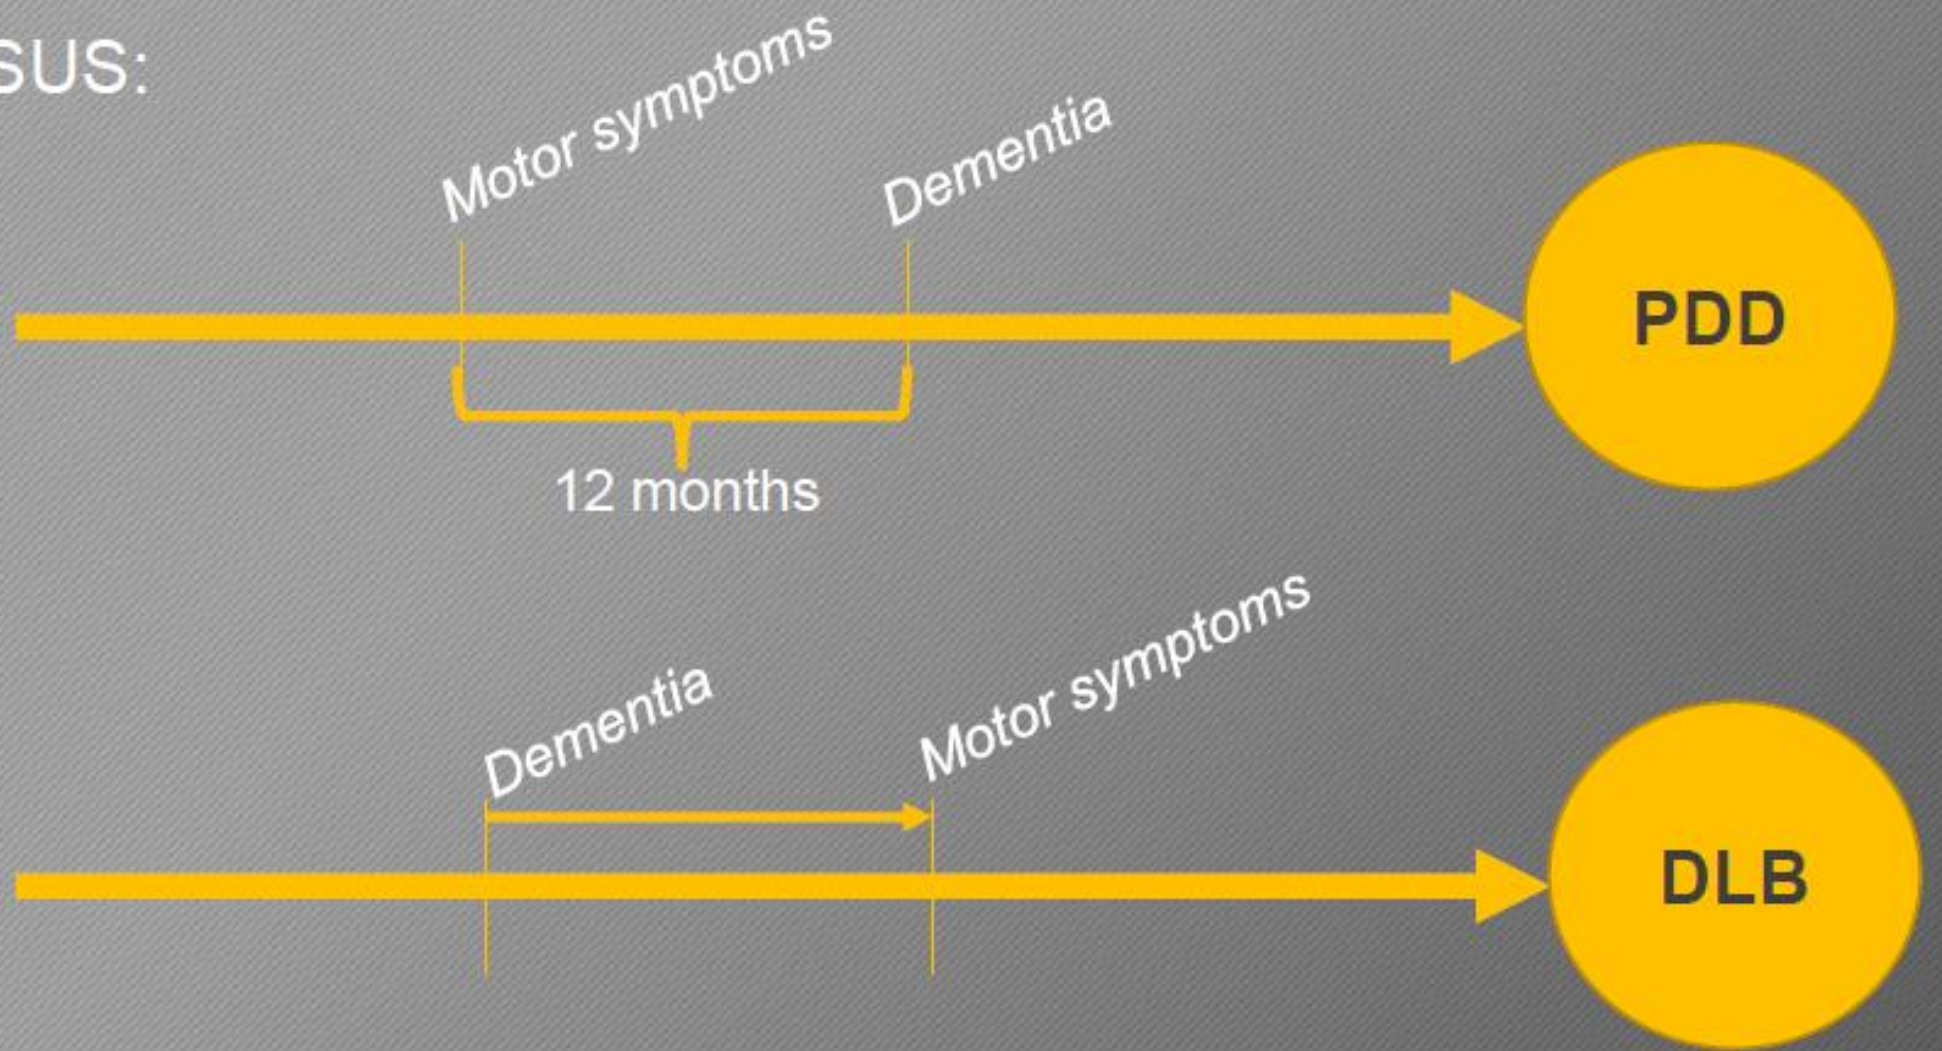 SUS:
Motor symptoms
Dementia
PDD
12 months
Dementia
Motor symptoms
DLB